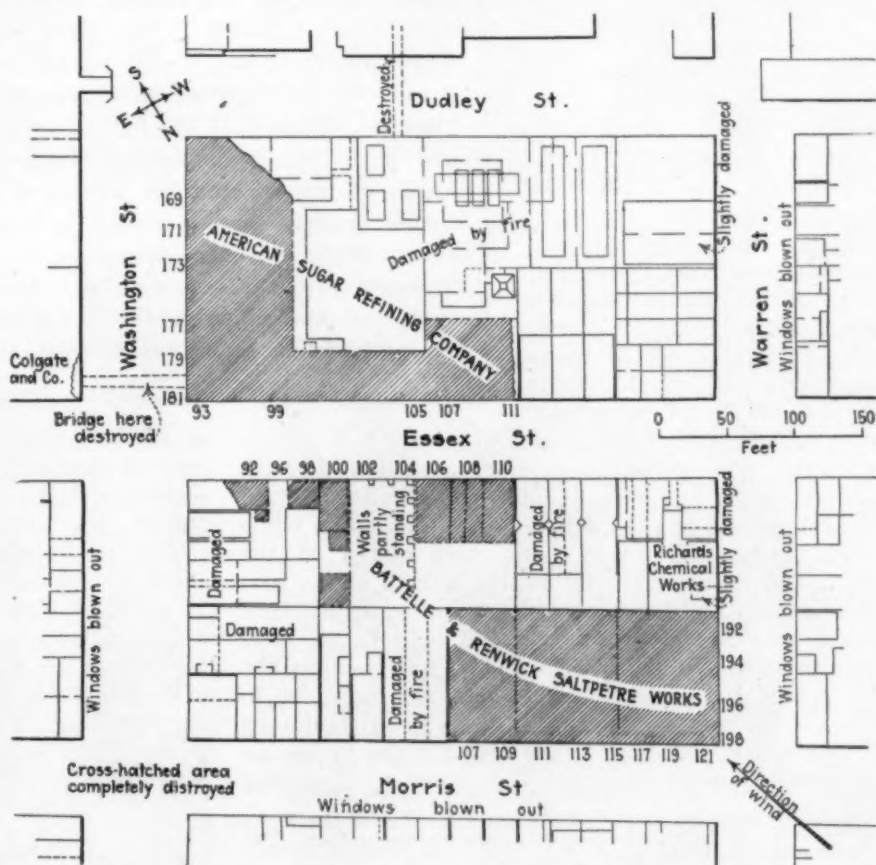 Destroyed
Dudley St.
S
W
E
N
Slightly damaged
Washington St
169
171
173
177
179
181
AMERICAN SUGAR REFINING COMPANY
Damaged by fire
Warren St.
Windows blown out
Colgate
and Co.
Bridge here
destroyed
93 99 105 107 111
0 50 100 150
Feet
Essex St.
92 96 98 100 102 104 106 108 110
Walls partly standing
Damaged
Damaged by fire
Richards
Chemical
Works
Slightly damaged
Windows blown out
Windows blown out
BATTELLE & RENWICK SALTPETRE WORKS
Damaged
Damaged by fire
192
194
196
198
107 109 111 113 115 117 119 121
Cross-hatched area
completely distroyed
Morris St
Windows blown out
Direction
of wind